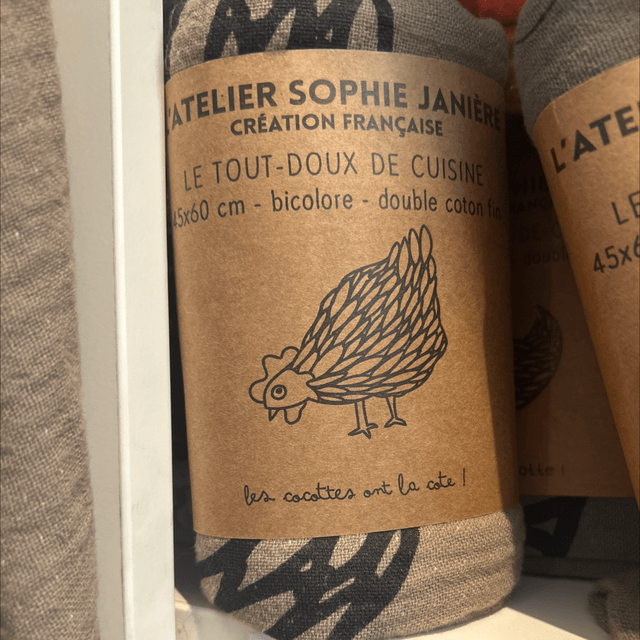 L'ATELIER SOPHIE JANIÈRE
CRÉATION FRANÇAISE
LE TOUT-DOUX DE CUISINE
45x60 cm - bicolore - double coton fin
les cocottes ont la cote !
L'ATE
LE
45x6